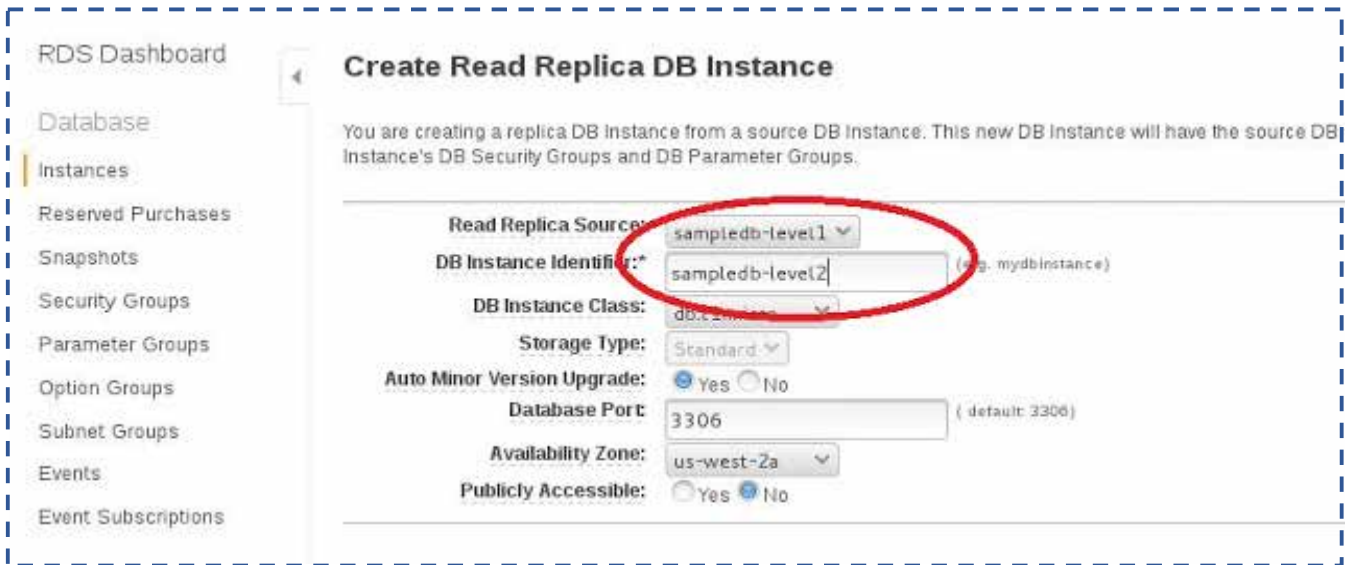 RDS Dashboard
Database
Instances
Reserved Purchases
Snapshots
Security Groups
Parameter Groups
Option Groups
Subnet Groups
Events
Event Subscriptions
Create Read Replica DB Instance
You are creating a replica DB Instance from a source DB Instance. This new DB Instance will have the source DB
Instance's DB Security Groups and DB Parameter Groups.
Read Replica Source: sampledb-level1
DB Instance Identifier:* sampledb-level2 (e.g. mydbinstance)
DB Instance Class:
Storage Type: Standard
Auto Minor Version Upgrade: Yes No
Database Port: 3306 ( default: 3306)
Availability Zone: us-west-2a
Publicly Accessible: Yes No